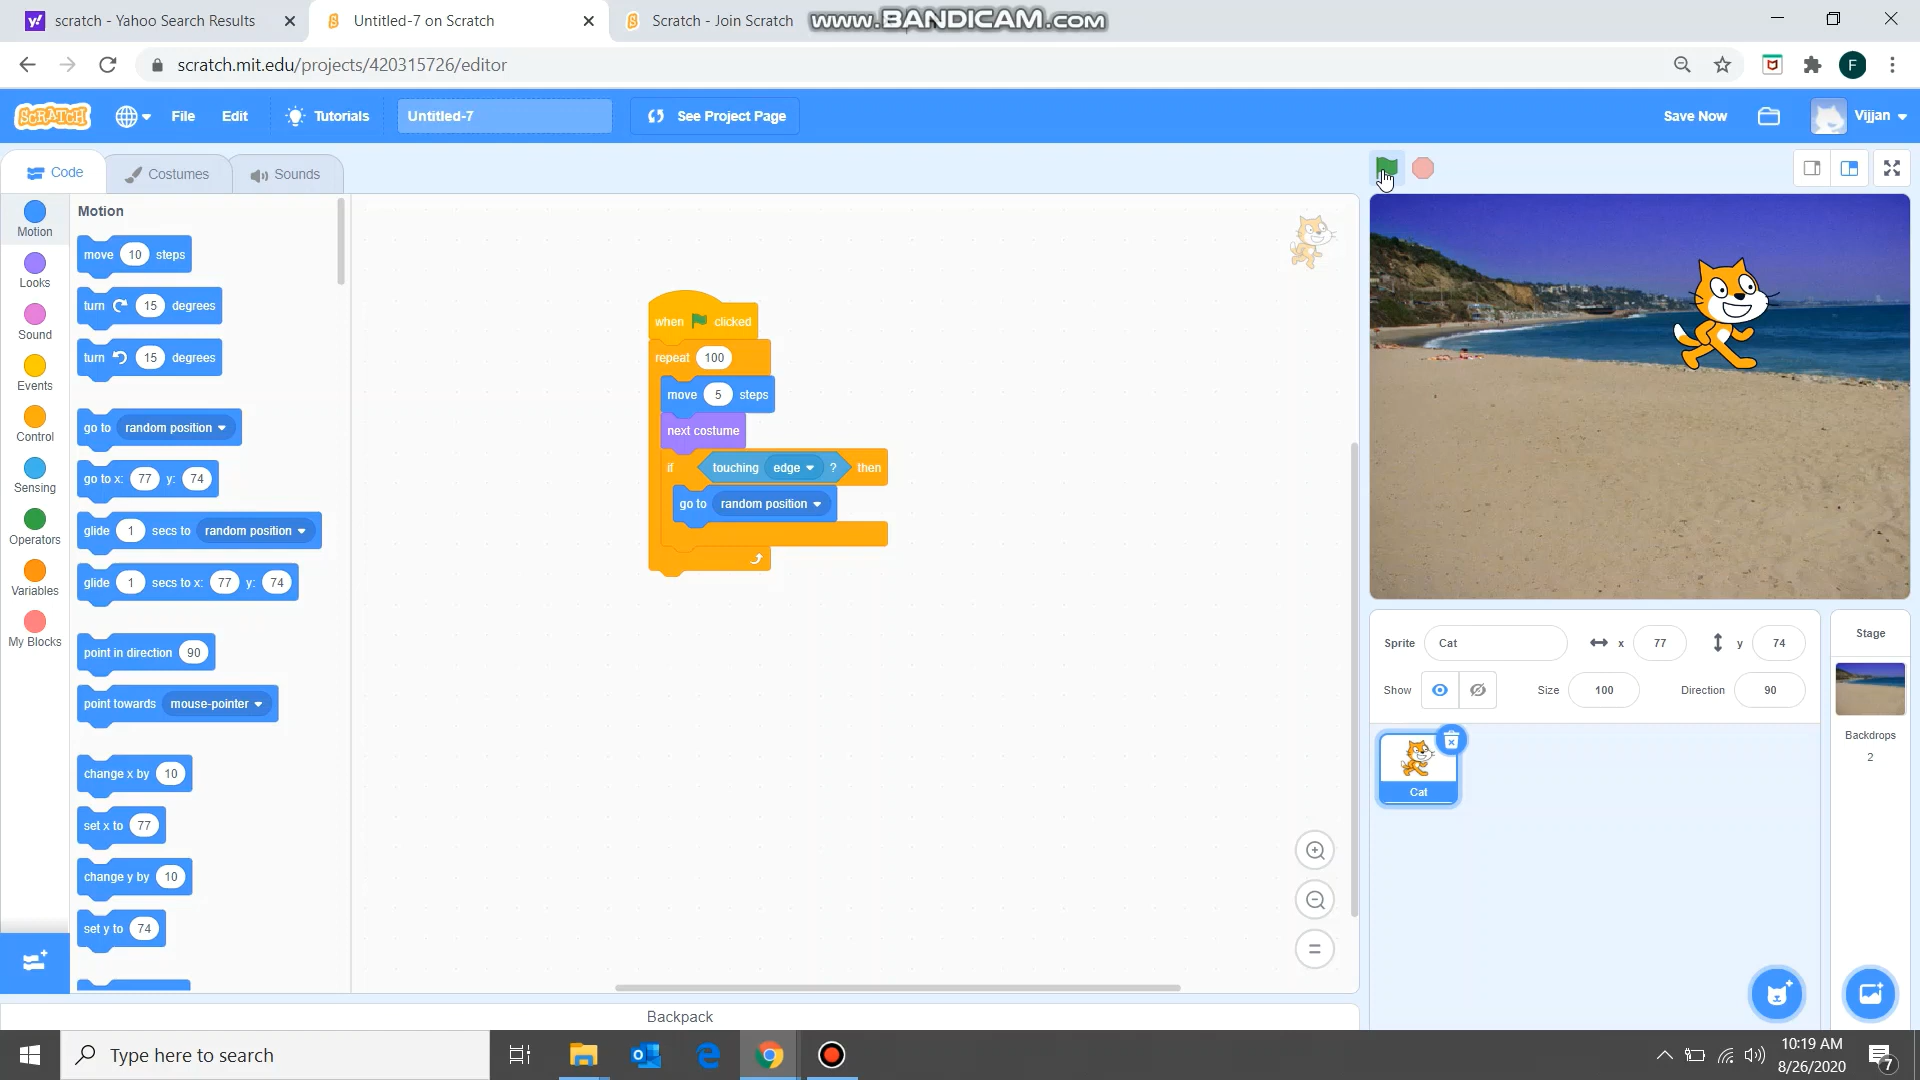 scratch - Yahoo Search Results
Untitled-7 on Scratch
Scratch - Join Scratch
www.BANDICAM.com
scratch.mit.edu/projects/420315726/editor
F
SCRATCH
File
Edit
Tutorials
Untitled-7
See Project Page
Save Now
Vijjan
Code
Costumes
Sounds
Motion
Looks
Sound
Events
Control
Sensing
Operators
Variables
My Blocks
Motion
move 10 steps
turn 15 degrees
turn 15 degrees
go to random position
go to x: 77 y: 74
glide 1 secs to random position
glide 1 secs to x: 77 y: 74
point in direction 90
point towards mouse-pointer
change x by 10
set x to 77
change y by 10
set y to 74
when clicked
repeat 100
move 5 steps
next costume
if touching edge ? then
go to random position
Sprite Cat x 77 y 74
Show Size 100 Direction 90
Cat
Stage
Backdrops
2
Backpack
Type here to search
10:19 AM
8/26/2020
7